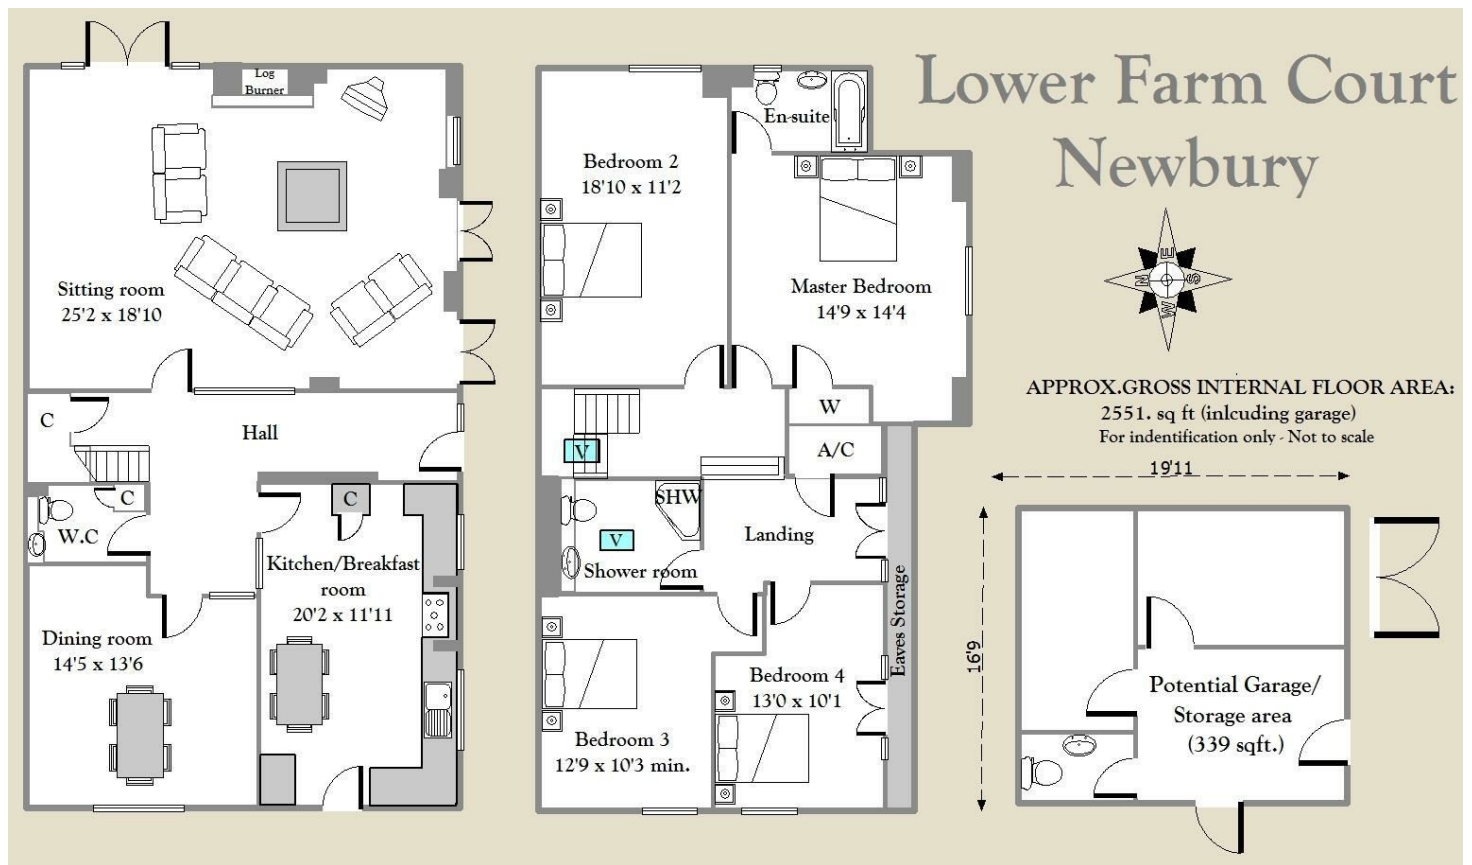 Lower Farm Court
Newbury
Log
Burner
Sitting room
25'2 x 18'10
C
Hall
C
W.C
C
Kitchen/Breakfast
room
20'2 x 11'11
Dining room
14'5 x 13'6
En-suite
Bedroom 2
18'10 x 11'2
Master Bedroom
14'9 x 14'4
W
A/C
V
SHW
V
Shower room
Landing
Eaves Storage
Bedroom 4
13'0 x 10'1
Bedroom 3
12'9 x 10'3 min.
E
N
S
W
APPROX.GROSS INTERNAL FLOOR AREA:
2551. sq ft (inlcuding garage)
For indentification only - Not to scale
19'11
16'9
Potential Garage/
Storage area
(339 sqft.)